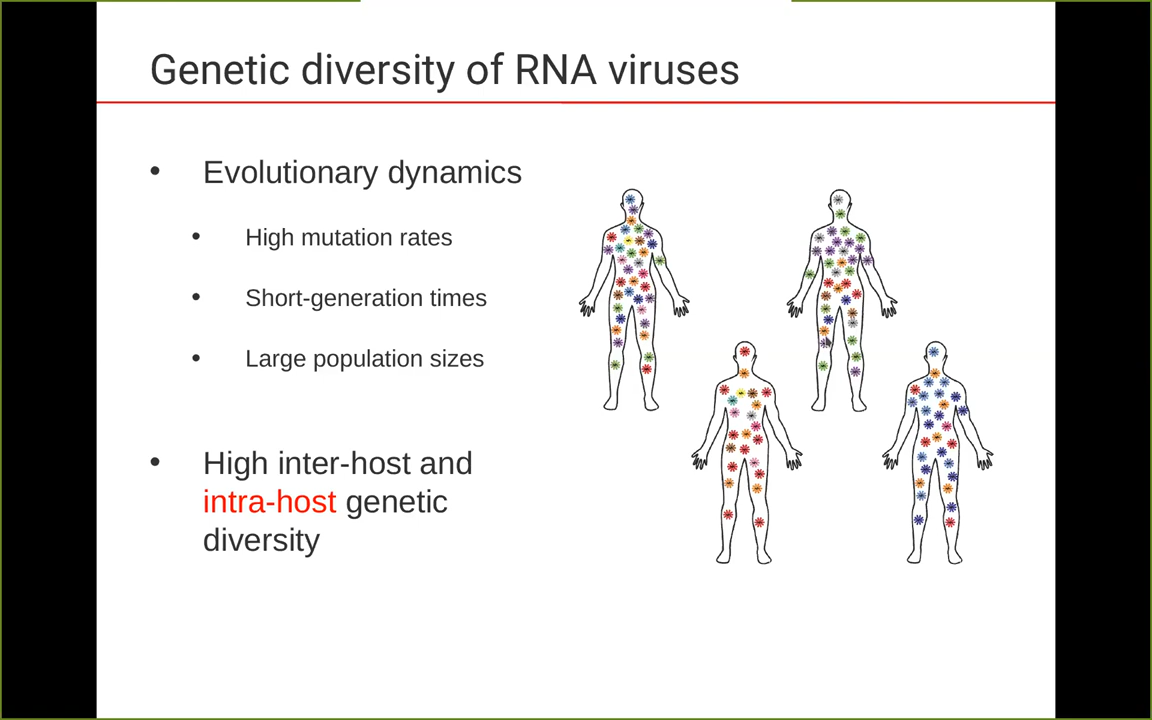 Genetic diversity of RNA viruses
• Evolutionary dynamics
• High mutation rates
• Short-generation times
• Large population sizes
• High inter-host and
intra-host genetic
diversity